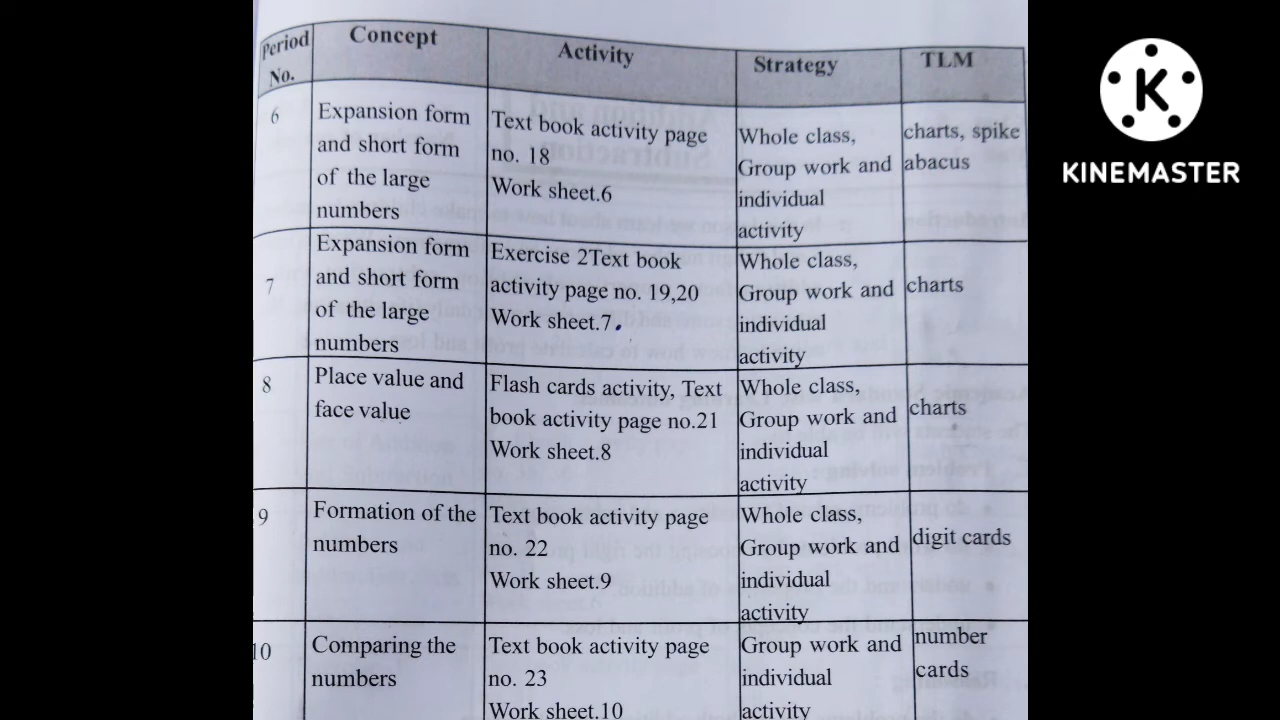 Period No.
Concept
Activity
Strategy
TLM
6
Expansion form
and short form
of the large
numbers
Text book activity page
no. 18
Work sheet.6
Whole class,
Group work and
individual
activity
charts, spike
abacus
7
Expansion form
and short form
of the large
numbers
Exercise 2Text book
activity page no. 19,20
Work sheet.7.
Whole class,
Group work and
individual
activity
charts
8
Place value and
face value
Flash cards activity, Text
book activity page no.21
Work sheet.8
Whole class,
Group work and
individual
activity
charts
9
Formation of the
numbers
Text book activity page
no. 22
Work sheet.9
Whole class,
Group work and
individual
activity
digit cards
10
Comparing the
numbers
Text book activity page
no. 23
Work sheet.10
Group work and
individual
activity
number
cards
K
KINEMASTER